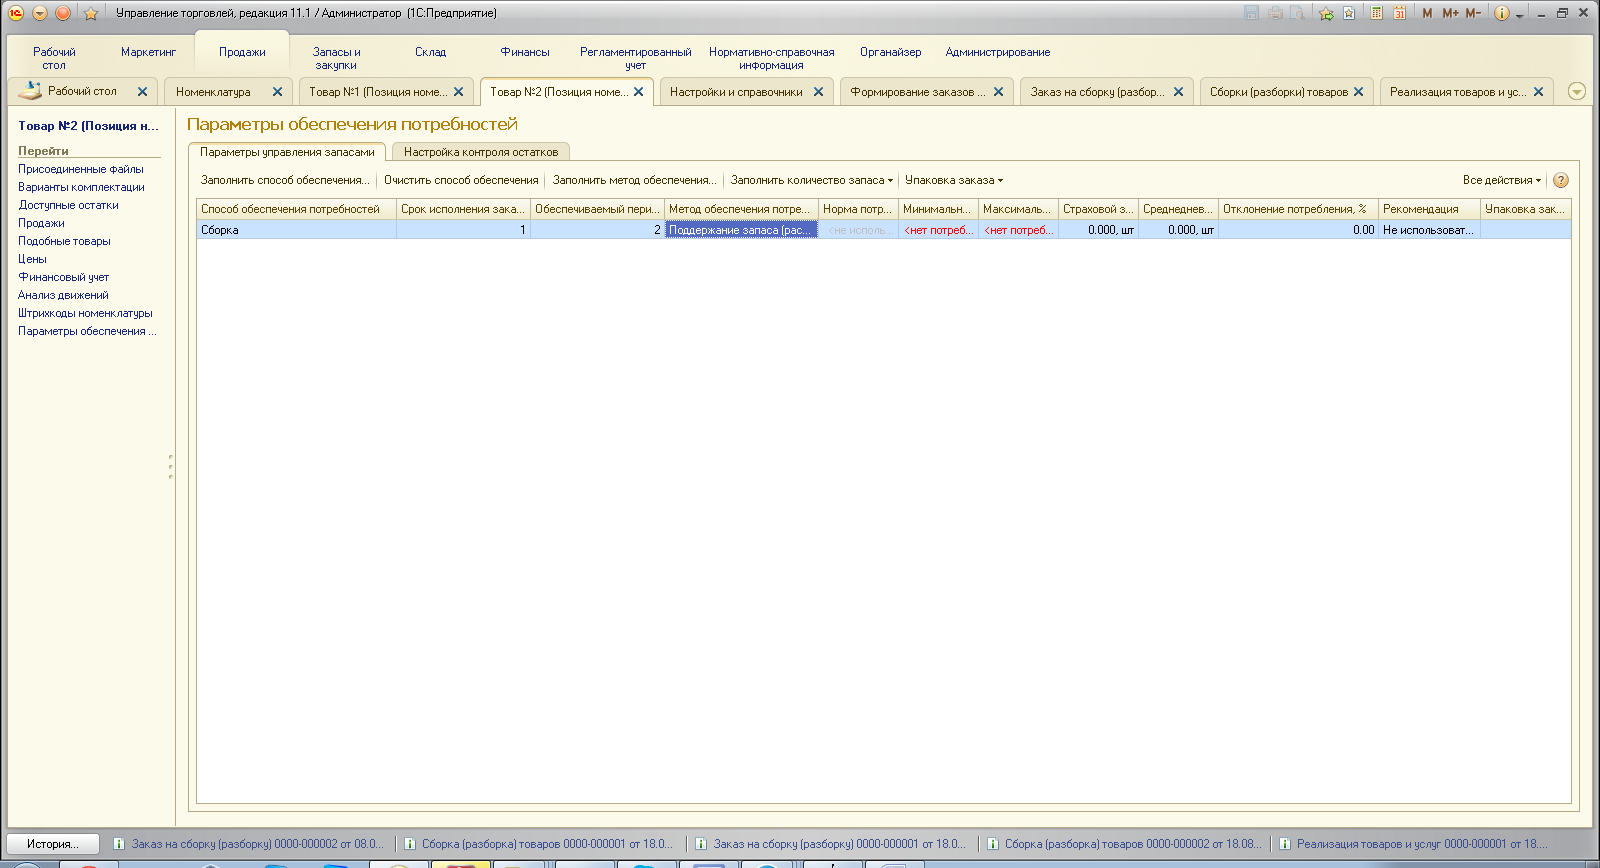 Управление торговлей, редакция 11.1 / Администратор (1С:Предприятие)
M M+ M-
Рабочий стол
Маркетинг
Продажи
Запасы и закупки
Склад
Финансы
Регламентированный учет
Нормативно-справочная информация
Органайзер
Администрирование
Рабочий стол
Номенклатура
Товар №1 (Позиция номе...
Товар №2 (Позиция номе...
Настройки и справочники
Формирование заказов ...
Заказ на сборку (разбор...
Сборки (разборки) товаров
Реализация товаров и ус...
Товар №2 (Позиция н...
Перейти
Присоединенные файлы
Варианты комплектации
Доступные остатки
Продажи
Подобные товары
Цены
Финансовый учет
Анализ движений
Штрихкоды номенклатуры
Параметры обеспечения ...
Параметры обеспечения потребностей
Параметры управления запасами
Настройка контроля остатков
Заполнить способ обеспечения... Очистить способ обеспечения Заполнить метод обеспечения... Заполнить количество запаса Упаковка заказа Все действия ?
Способ обеспечения потребностей Срок исполнения зака... Обеспечиваемый пери... Метод обеспечения потре... Норма потр... Минимальн... Максималь... Страховой з... Среднеднев... Отклонение потребления, % Рекомендация Упаковка зак...
Сборка 1 2 Поддержание запаса (рас... <не исполь... <нет потреб... <нет потреб... 0.000, шт 0.000, шт 0.00 Не использоват...
История...
Заказ на сборку (разборку) 0000-000002 от 08.0...
Сборка (разборка) товаров 0000-000001 от 18.0...
Заказ на сборку (разборку) 0000-000001 от 18.0...
Сборка (разборка) товаров 0000-000002 от 18.08...
Реализация товаров и услуг 0000-000001 от 18....